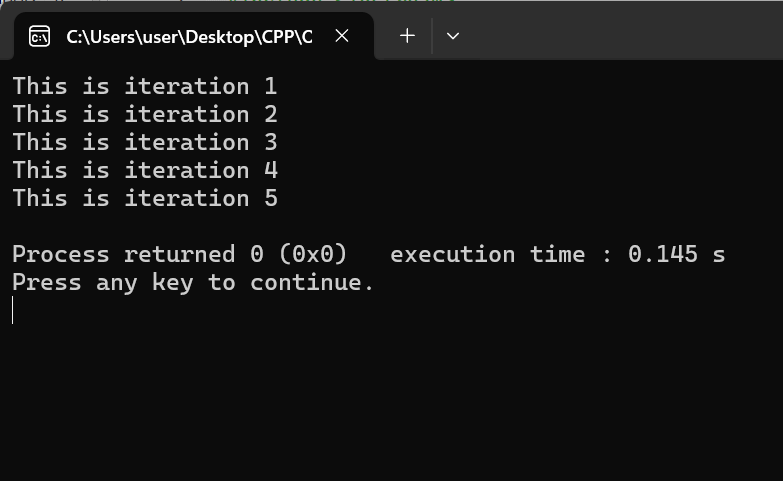 C:\Users\user\Desktop\CPP\C
This is iteration 1
This is iteration 2
This is iteration 3
This is iteration 4
This is iteration 5
Process returned 0 (0x0)   execution time : 0.145 s
Press any key to continue.